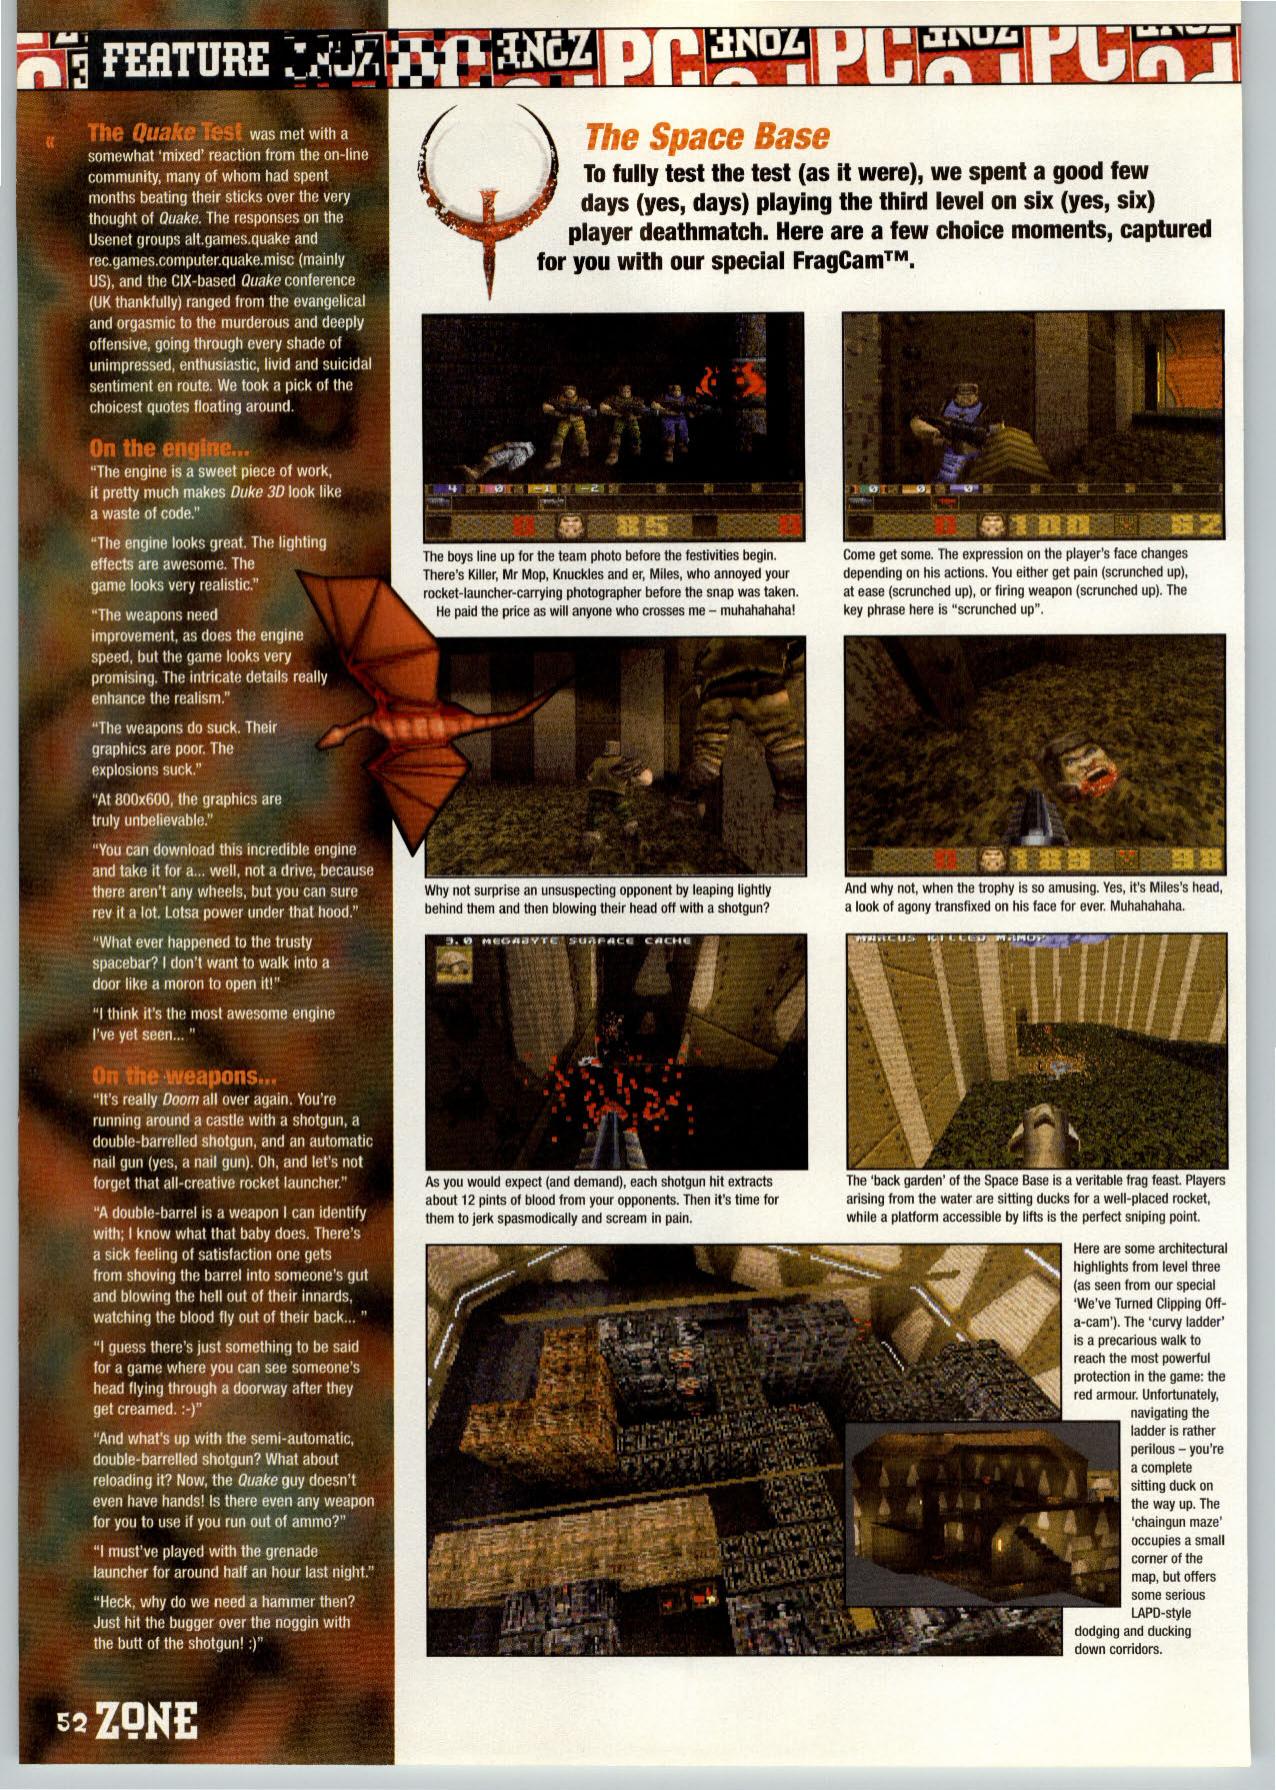 FEATURE
ZONE
PC
ZONE
PC
ZONE
PC
« The Quake Test was met with a
somewhat 'mixed' reaction from the on-line
community, many of whom had spent
months beating their sticks over the very
thought of Quake. The responses on the
Usenet groups alt.games.quake and
rec.games.computer.quake.misc (mainly
US), and the CIX-based Quake conference
(UK thankfully) ranged from the evangelical
and orgasmic to the murderous and deeply
offensive, going through every shade of
unimpressed, enthusiastic, livid and suicidal
sentiment en route. We took a pick of the
choicest quotes floating around.
On the engine...
"The engine is a sweet piece of work,
it pretty much makes Duke 3D look like
a waste of code."
"The engine looks great. The lighting
effects are awesome. The
game looks very realistic."
"The weapons need
improvement, as does the engine
speed, but the game looks very
promising. The intricate details really
enhance the realism."
"The weapons do suck. Their
graphics are poor. The
explosions suck."
"At 800x600, the graphics are
truly unbelievable."
"You can download this incredible engine
and take it for a... well, not a drive, because
there aren't any wheels, but you can sure
rev it a lot. Lotsa power under that hood."
"What ever happened to the trusty
spacebar? I don't want to walk into a
door like a moron to open it!"
"I think it's the most awesome engine
I've yet seen... "
On the weapons...
"It's really Doom all over again. You're
running around a castle with a shotgun, a
double-barrelled shotgun, and an automatic
nail gun (yes, a nail gun). Oh, and let's not
forget that all-creative rocket launcher."
"A double-barrel is a weapon I can identify
with; I know what that baby does. There's
a sick feeling of satisfaction one gets
from shoving the barrel into someone's gut
and blowing the hell out of their innards,
watching the blood fly out of their back... "
"I guess there's just something to be said
for a game where you can see someone's
head flying through a doorway after they
get creamed. :-)"
"And what's up with the semi-automatic,
double-barrelled shotgun? What about
reloading it? Now, the Quake guy doesn't
even have hands! Is there even any weapon
for you to use if you run out of ammo?"
"I must've played with the grenade
launcher for around half an hour last night."
"Heck, why do we need a hammer then?
Just hit the bugger over the noggin with
the butt of the shotgun! :)"
The Space Base
To fully test the test (as it were), we spent a good few
days (yes, days) playing the third level on six (yes, six)
player deathmatch. Here are a few choice moments, captured
for you with our special FragCam™.
4 0 -1 -2
0 85 0
The boys line up for the team photo before the festivities begin.
There's Killer, Mr Mop, Knuckles and er, Miles, who annoyed your
rocket-launcher-carrying photographer before the snap was taken.
He paid the price as will anyone who crosses me – muhahahaha!
0 0 0
0 100 62
Come get some. The expression on the player's face changes
depending on his actions. You either get pain (scrunched up),
at ease (scrunched up), or firing weapon (scrunched up). The
key phrase here is "scrunched up".
Why not surprise an unsuspecting opponent by leaping lightly
behind them and then blowing their head off with a shotgun?
0 189 98
And why not, when the trophy is so amusing. Yes, it's Miles's head,
a look of agony transfixed on his face for ever. Muhahahaha.
3.0 MEGABYTE SURFACE CACHE
As you would expect (and demand), each shotgun hit extracts
about 12 pints of blood from your opponents. Then it's time for
them to jerk spasmodically and scream in pain.
MARCUS KILLED MRMOP
The 'back garden' of the Space Base is a veritable frag feast. Players
arising from the water are sitting ducks for a well-placed rocket,
while a platform accessible by lifts is the perfect sniping point.
Here are some architectural
highlights from level three
(as seen from our special
'We've Turned Clipping Off-
a-cam'). The 'curvy ladder'
is a precarious walk to
reach the most powerful
protection in the game: the
red armour. Unfortunately,
navigating the
ladder is rather
perilous – you're
a complete
sitting duck on
the way up. The
'chaingun maze'
occupies a small
corner of the
map, but offers
some serious
LAPD-style
dodging and ducking
down corridors.
52 ZONE